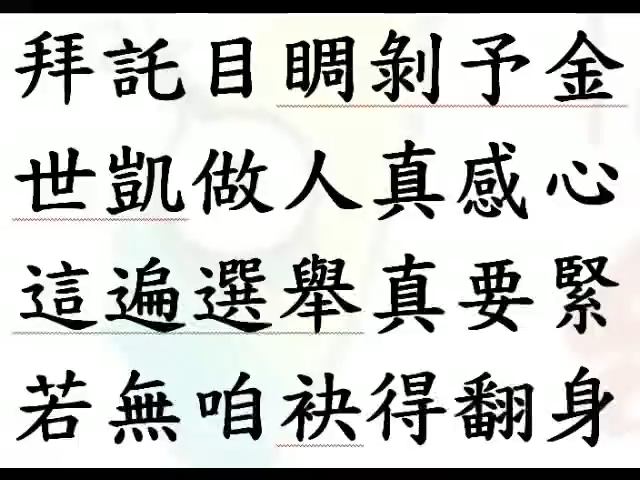 拜託目睭剝予金
世凱做人真感心
這遍選舉真要緊
若無咱袂得翻身